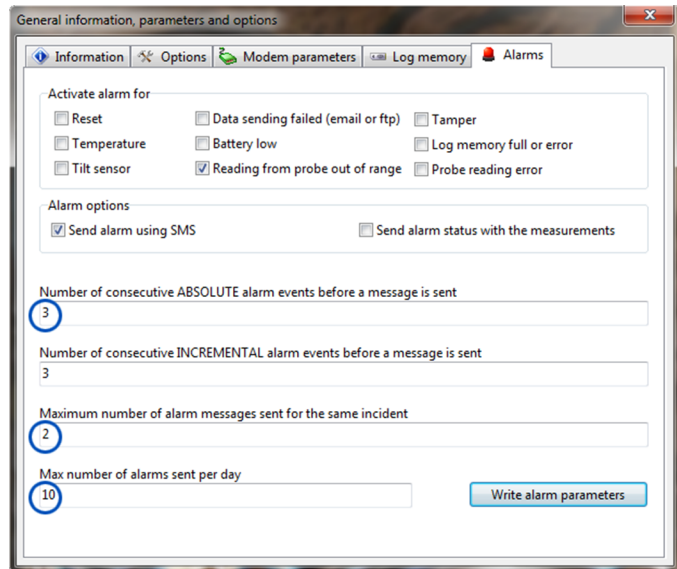 General information, parameters and options
Information Options Modem parameters Log memory Alarms
Activate alarm for
Reset Data sending failed (email or ftp) Tamper
Temperature Battery low Log memory full or error
Tilt sensor Reading from probe out of range Probe reading error
Alarm options
Send alarm using SMS Send alarm status with the measurements
Number of consecutive ABSOLUTE alarm events before a message is sent
3
Number of consecutive INCREMENTAL alarm events before a message is sent
3
Maximum number of alarm messages sent for the same incident
2
Max number of alarms sent per day
10 Write alarm parameters